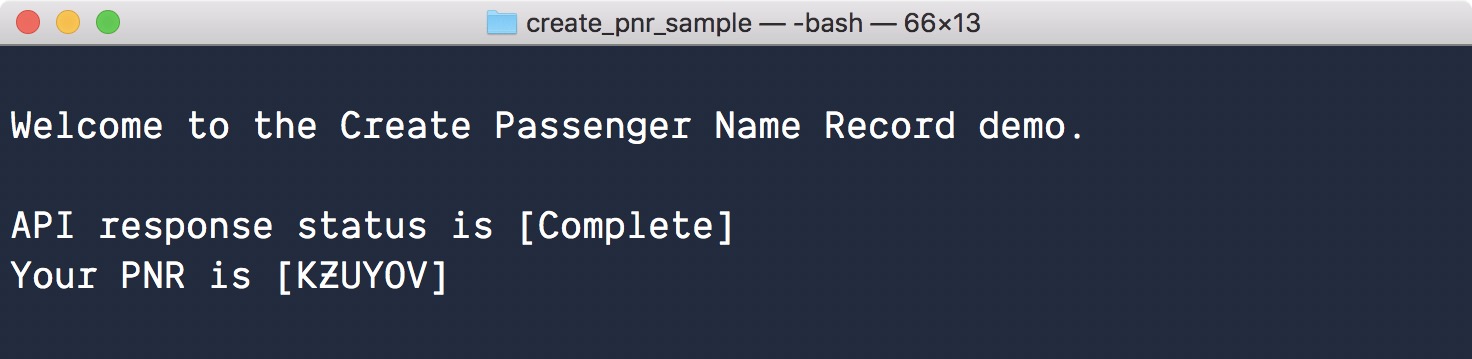 create_pnr_sample — -bash — 66×13
Welcome to the Create Passenger Name Record demo.
API response status is [Complete]
Your PNR is [KZUYOV]